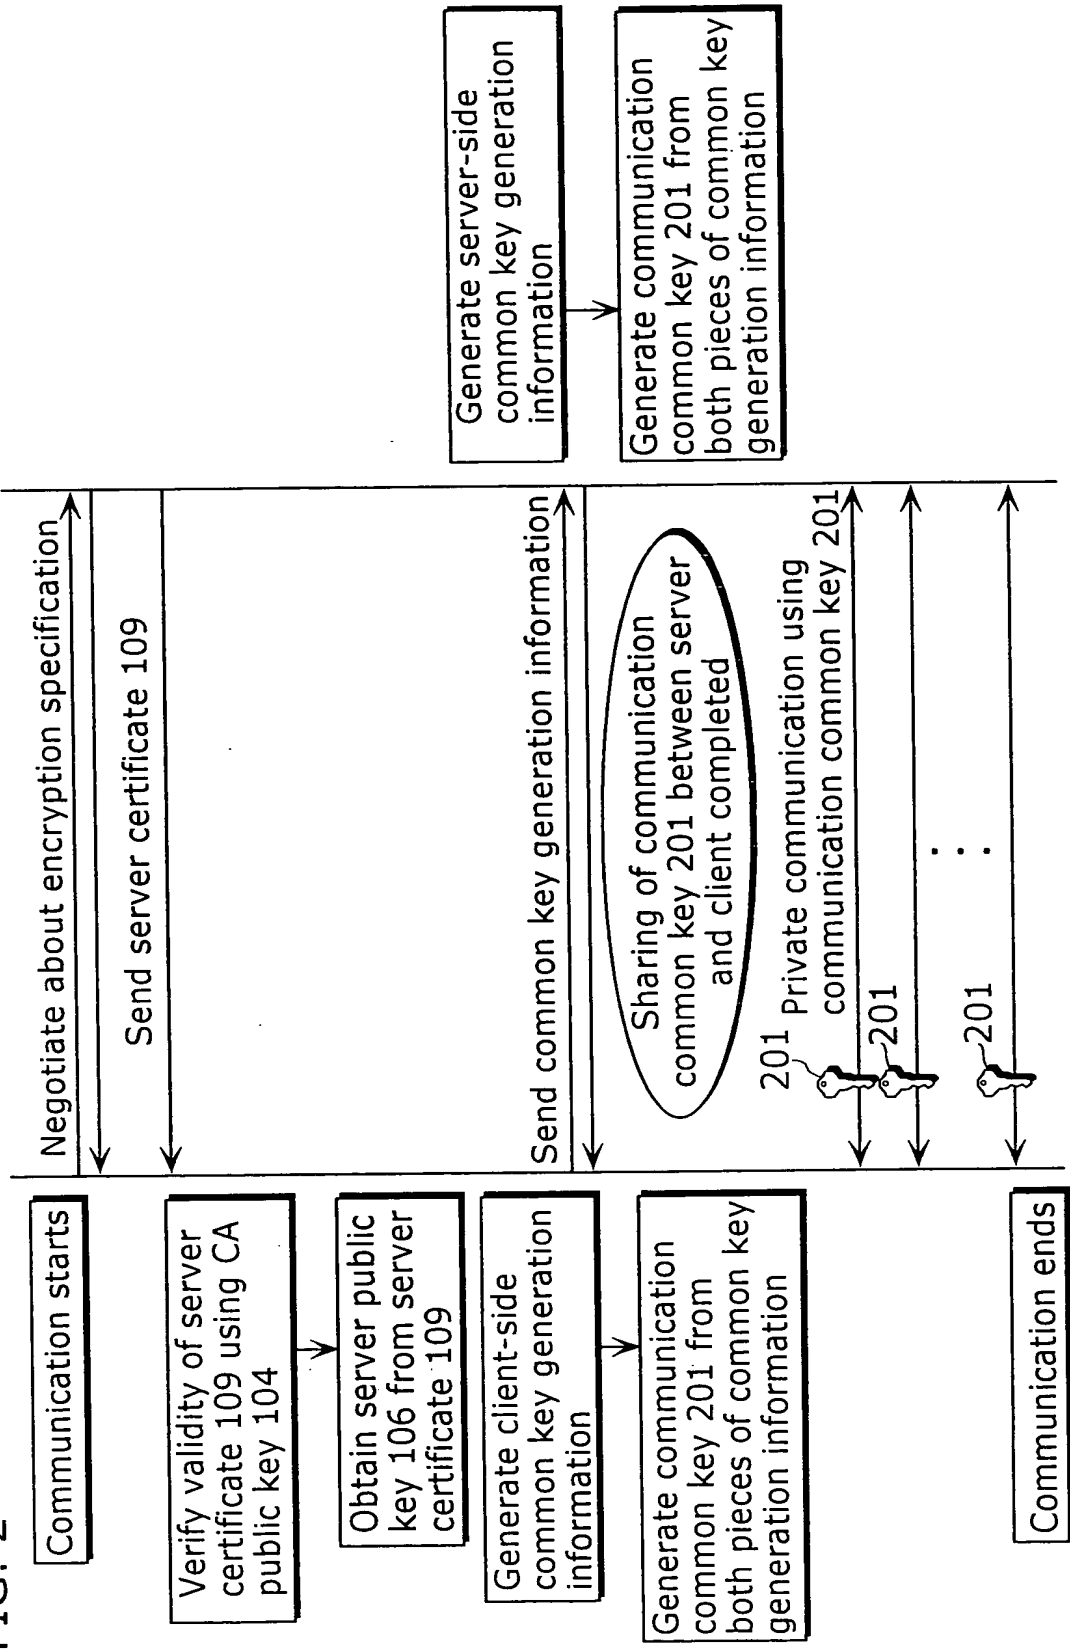 FIG. 2
Communication starts
Negotiate about encryption specification
Send server certificate 109
Verify validity of server
certificate 109 using CA
public key 104
Obtain server public
key 106 from server
certificate 109
Generate client-side
common key generation
information
Send common key generation information
Generate server-side
common key generation
information
Generate communication
common key 201 from
both pieces of common key
generation information
Sharing of communication
common key 201 between server
and client completed
Generate communication
common key 201 from
both pieces of common key
generation information
201
Private communication using
communication common key 201
201
...
201
Communication ends